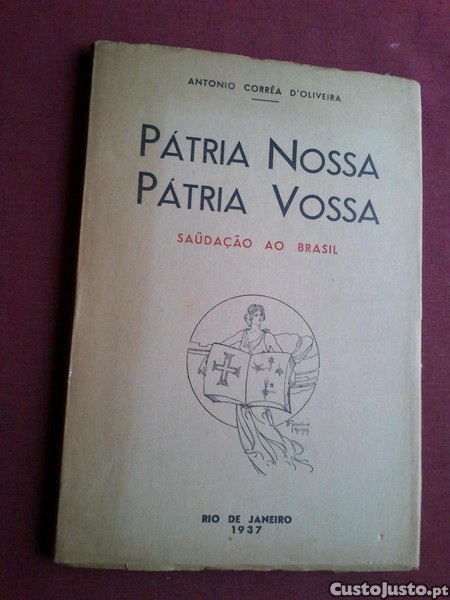 ANTONIO CORRÊA D'OLIVEIRA
PÁTRIA NOSSA
PÁTRIA VOSSA
SAÜDAÇÃO AO BRASIL
RIO DE JANEIRO
1937
CustoJusto.pt